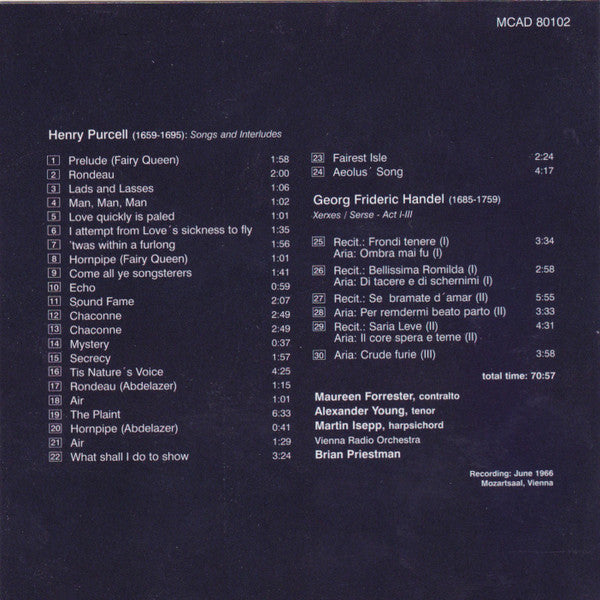 MCAD 80102
Henry Purcell (1659-1695): Songs and Interludes
1 Prelude (Fairy Queen) 1:58
2 Rondeau 2:00
3 Lads and Lasses 1:06
4 Man, Man, Man 1:02
5 Love quickly is paled 1:01
6 I attempt from Love´s sickness to fly 1:35
7 'twas within a furlong 1:56
8 Hornpipe (Fairy Queen) 1:01
9 Come all ye songsterers 1:41
10 Echo 0:59
11 Sound Fame 2:07
12 Chaconne 2:49
13 Chaconne 2:49
14 Mystery 0:37
15 Secrecy 1:57
16 Tis Nature´s Voice 4:25
17 Rondeau (Abdelazer) 1:15
18 Air 1:01
19 The Plaint 6:33
20 Hornpipe (Abdelazer) 0:41
21 Air 1:29
22 What shall I do to show 3:24
23 Fairest Isle 2:24
24 Aeolus´ Song 4:17
Georg Frideric Handel (1685-1759)
Xerxes / Serse - Act I-III
25 Recit.: Frondi tenere (I) 3:34
Aria: Ombra mai fu (I)
26 Recit.: Bellissima Romilda (I) 2:58
Aria: Di tacere e di schernimi (I)
27 Recit.: Se bramate d´amar (II) 5:55
28 Aria: Per remdermi beato parto (II) 3:33
29 Recit.: Saria Leve (II) 4:31
Aria: Il core spera e teme (II)
30 Aria: Crude furie (III) 3:58
total time: 70:57
Maureen Forrester, contralto
Alexander Young, tenor
Martin Isepp, harpsichord
Vienna Radio Orchestra
Brian Priestman
Recording: June 1966
Mozartsaal, Vienna